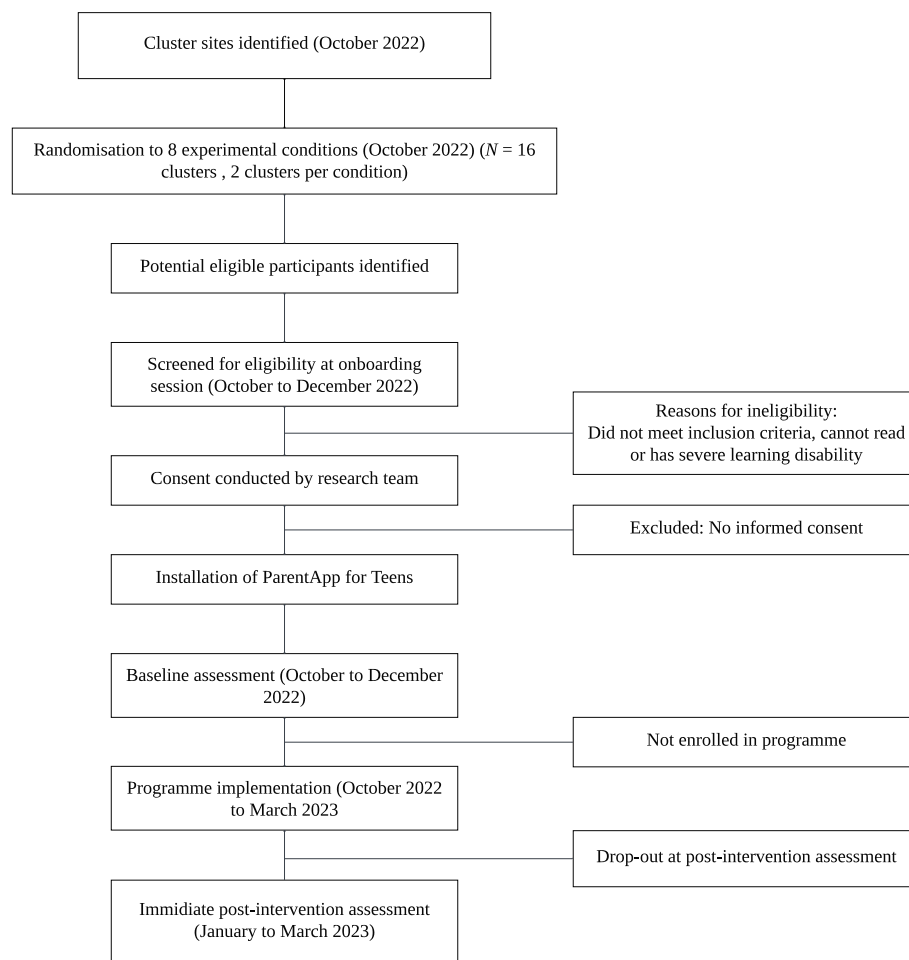 Cluster sites identified (October 2022)
Randomisation to 8 experimental conditions (October 2022) (N = 16
clusters , 2 clusters per condition)
Potential eligible participants identified
Screened for eligibility at onboarding
session (October to December 2022)
Reasons for ineligibility:
Did not meet inclusion criteria, cannot read
or has severe learning disability
Consent conducted by research team
Excluded: No informed consent
Installation of ParentApp for Teens
Baseline assessment (October to December
2022)
Not enrolled in programme
Programme implementation (October 2022
to March 2023
Drop-out at post-intervention assessment
Immidiate post-intervention assessment
(January to March 2023)